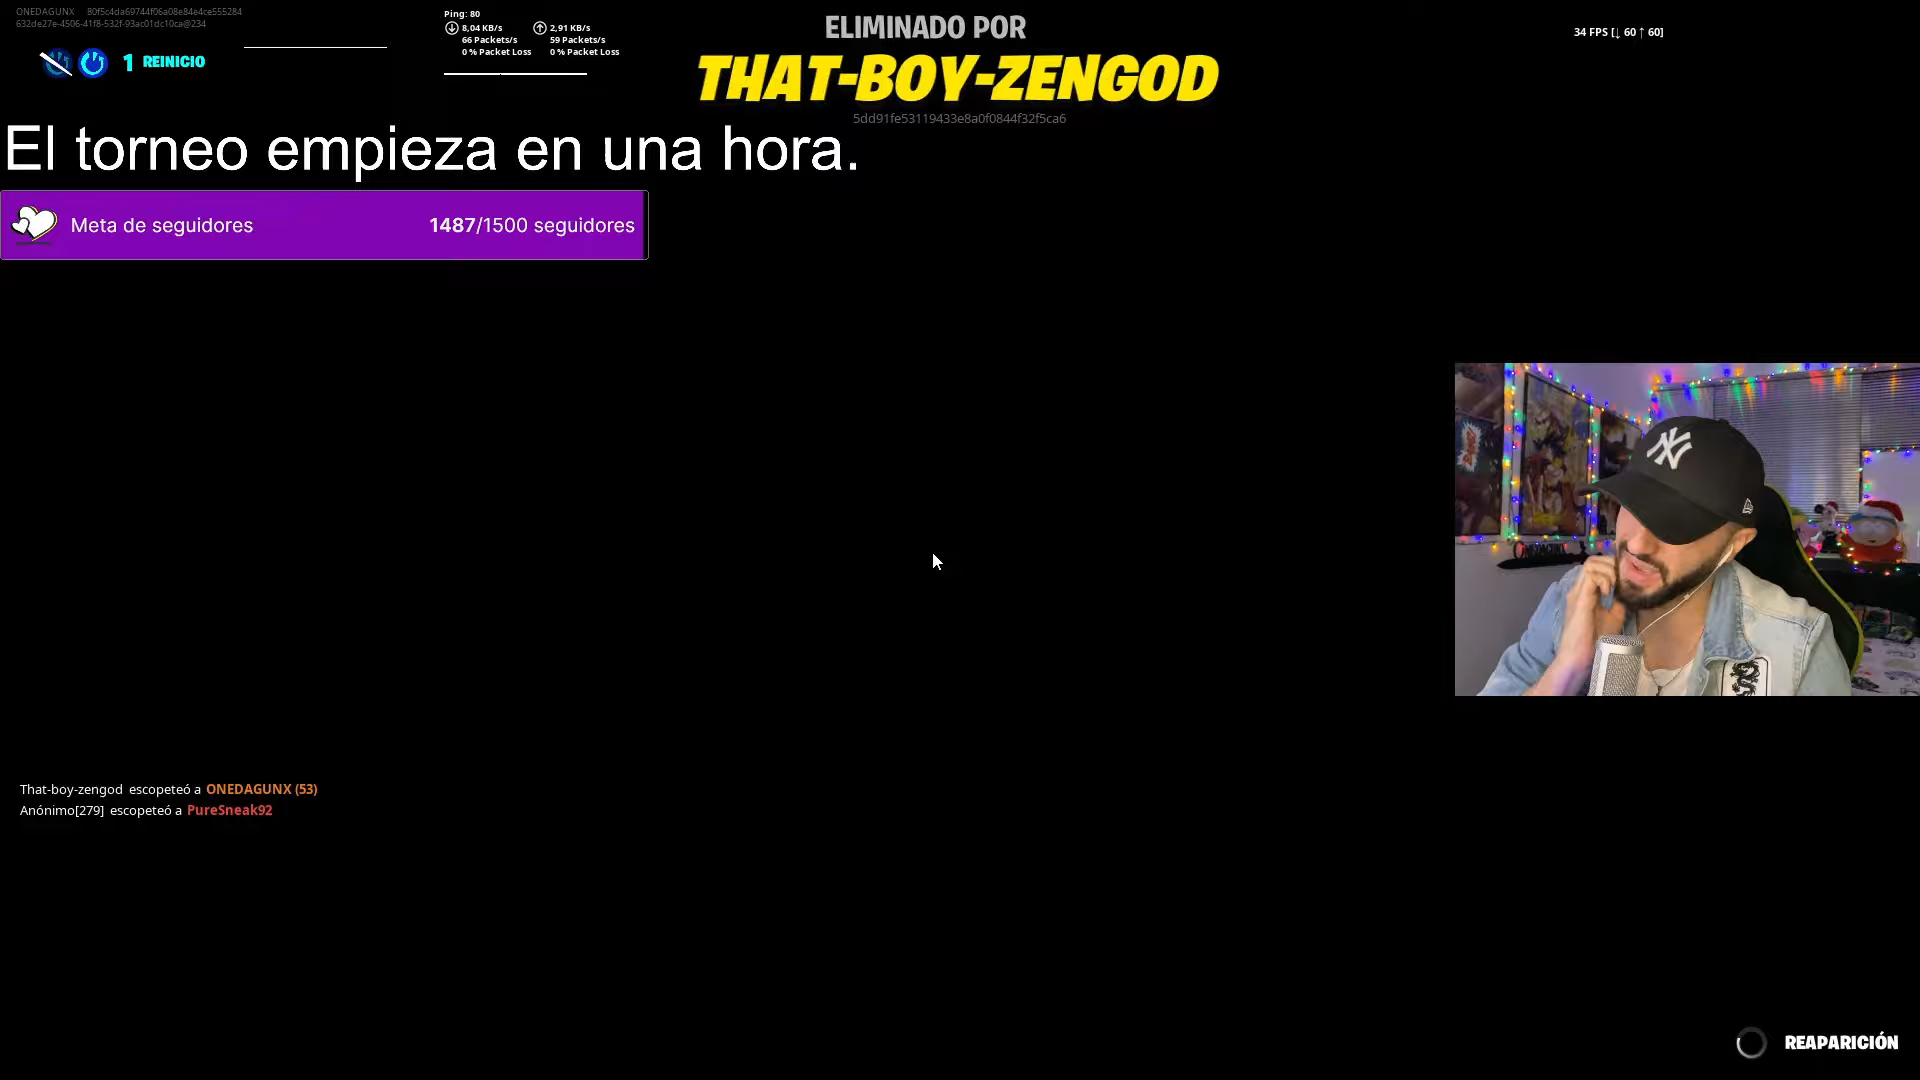 ONEDAGUNX 80f5c4da69744f06a08e84e4ce555284
632de27e-4506-41f8-532f-93ac01dc10ca@234
1 REINICIO
Ping: 80
8,04 KB/s 2,91 KB/s
66 Packets/s 59 Packets/s
0 % Packet Loss 0 % Packet Loss
ELIMINADO POR
THAT-BOY-ZENGOD
5dd91fe53119433e8a0f0844f32f5ca6
34 FPS [↓ 60 ↑ 60]
El torneo empieza en una hora.
Meta de seguidores 1487/1500 seguidores
NY
That-boy-zengod escopeteó a ONEDAGUNX (53)
Anónimo[279] escopeteó a PureSneak92
REAPARICIÓN